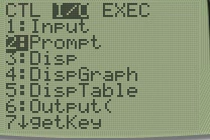 CTL I/O EXEC
1:Input
2:Prompt
3:Disp
4:DispGraph
5:DispTable
6:Output(
7↓getKey